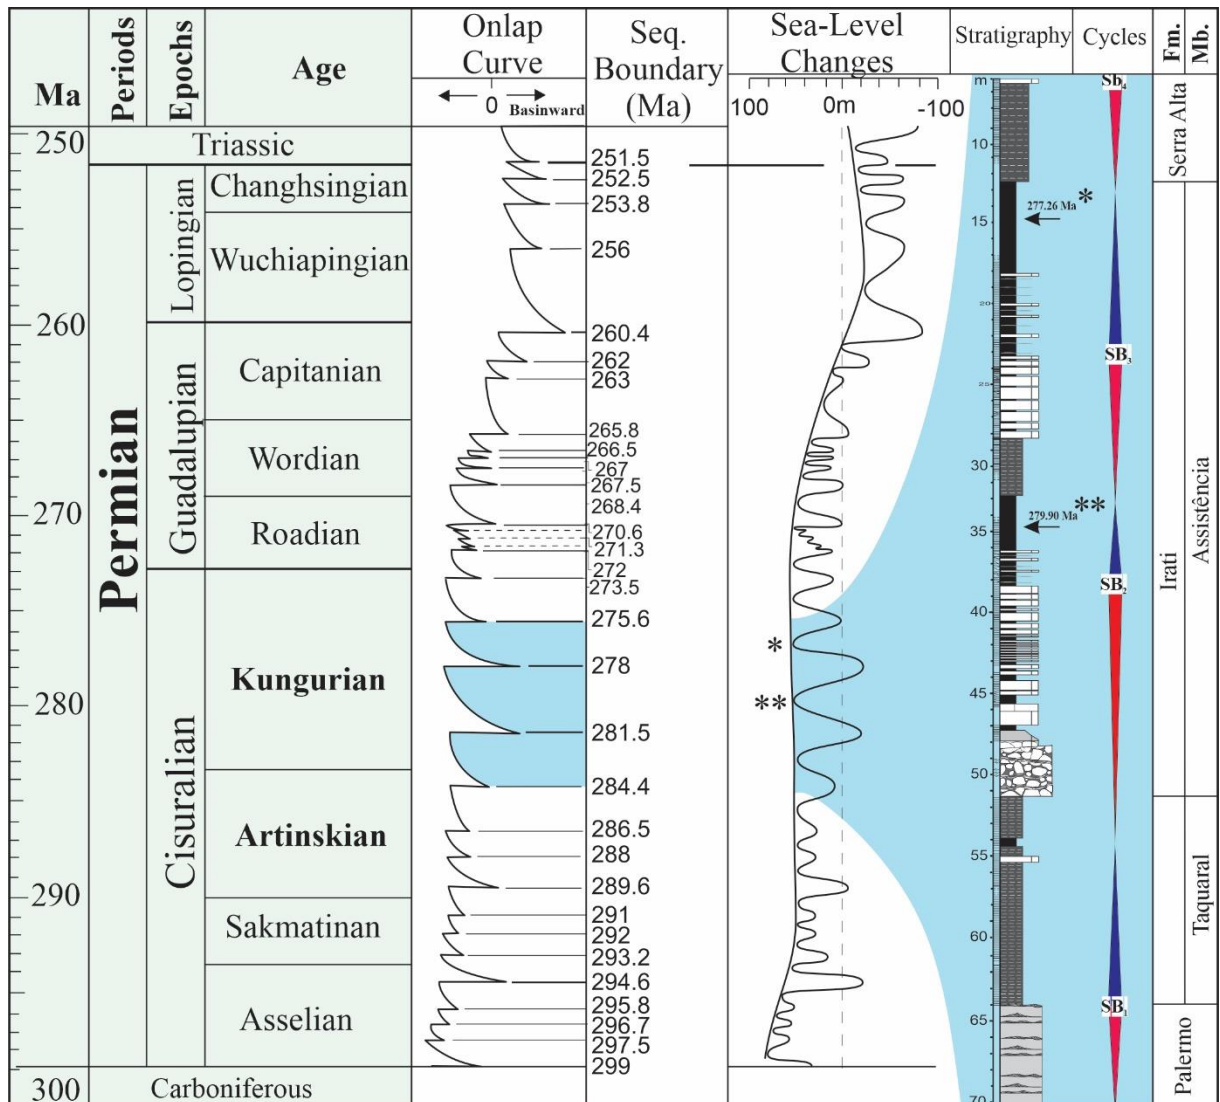 Ma
Periods
Epochs
Age
Onlap
Curve
0
Basinward
Seq.
Boundary
(Ma)
Sea-Level
Changes
100
0m
-100
Stratigraphy
Cycles
Fm.
Mb.
250
260
270
280
290
300
Triassic
Permian
Lopingian
Guadalupian
Cisuralian
Changhsingian
Wuchiapingian
Capitanian
Wordian
Roadian
Kungurian
Artinskian
Sakmatinan
Asselian
Carboniferous
251.5
252.5
253.8
256
260.4
262
263
265.8
266.5
267
267.5
268.4
270.6
271.3
272
273.5
275.6
278
281.5
284.4
286.5
288
289.6
291
292
293.2
294.6
295.8
296.7
297.5
299
*
**
m
10
15
20
25
30
35
40
45
50
55
60
65
70
277.26 Ma *
279.90 Ma **
Sb4
SB3
SB2
SB1
Irati
Serra Alta
Assistência
Taquaral
Palermo